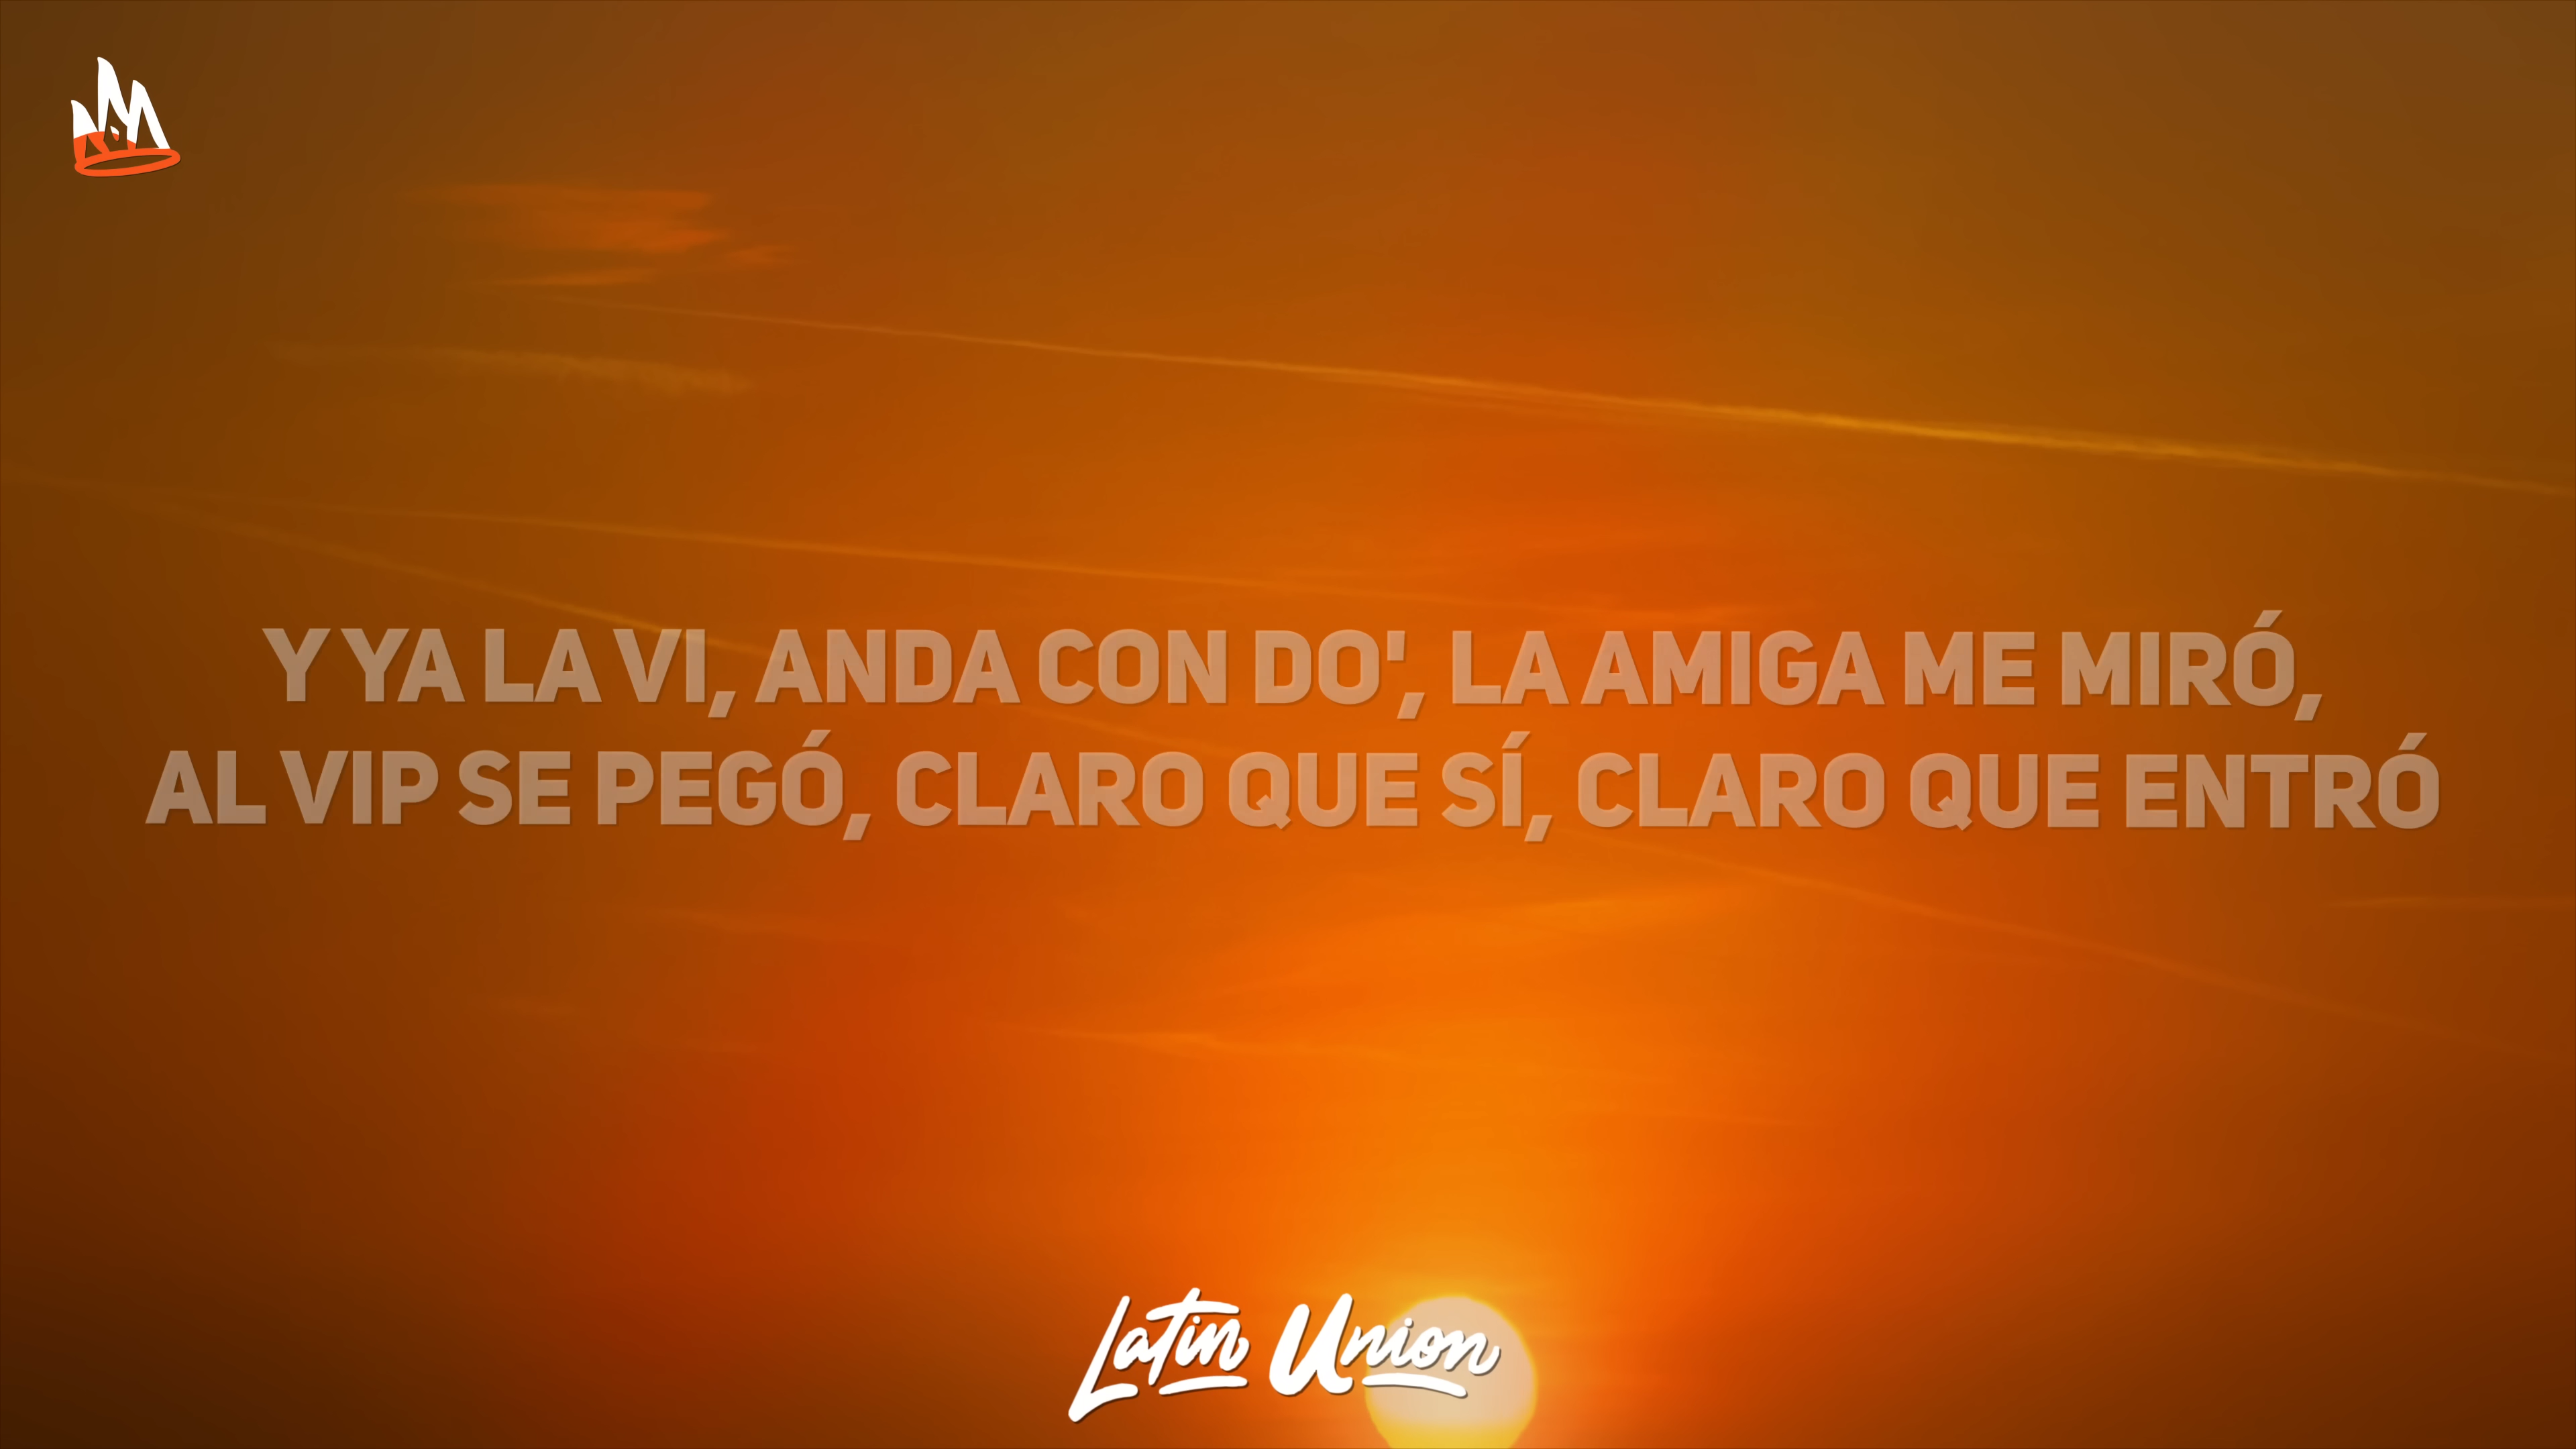 Y YA LA VI, ANDA CON DO', LA AMIGA ME MIRÓ,
AL VIP SE PEGÓ, CLARO QUE SÍ, CLARO QUE ENTRÓ
Latin Union